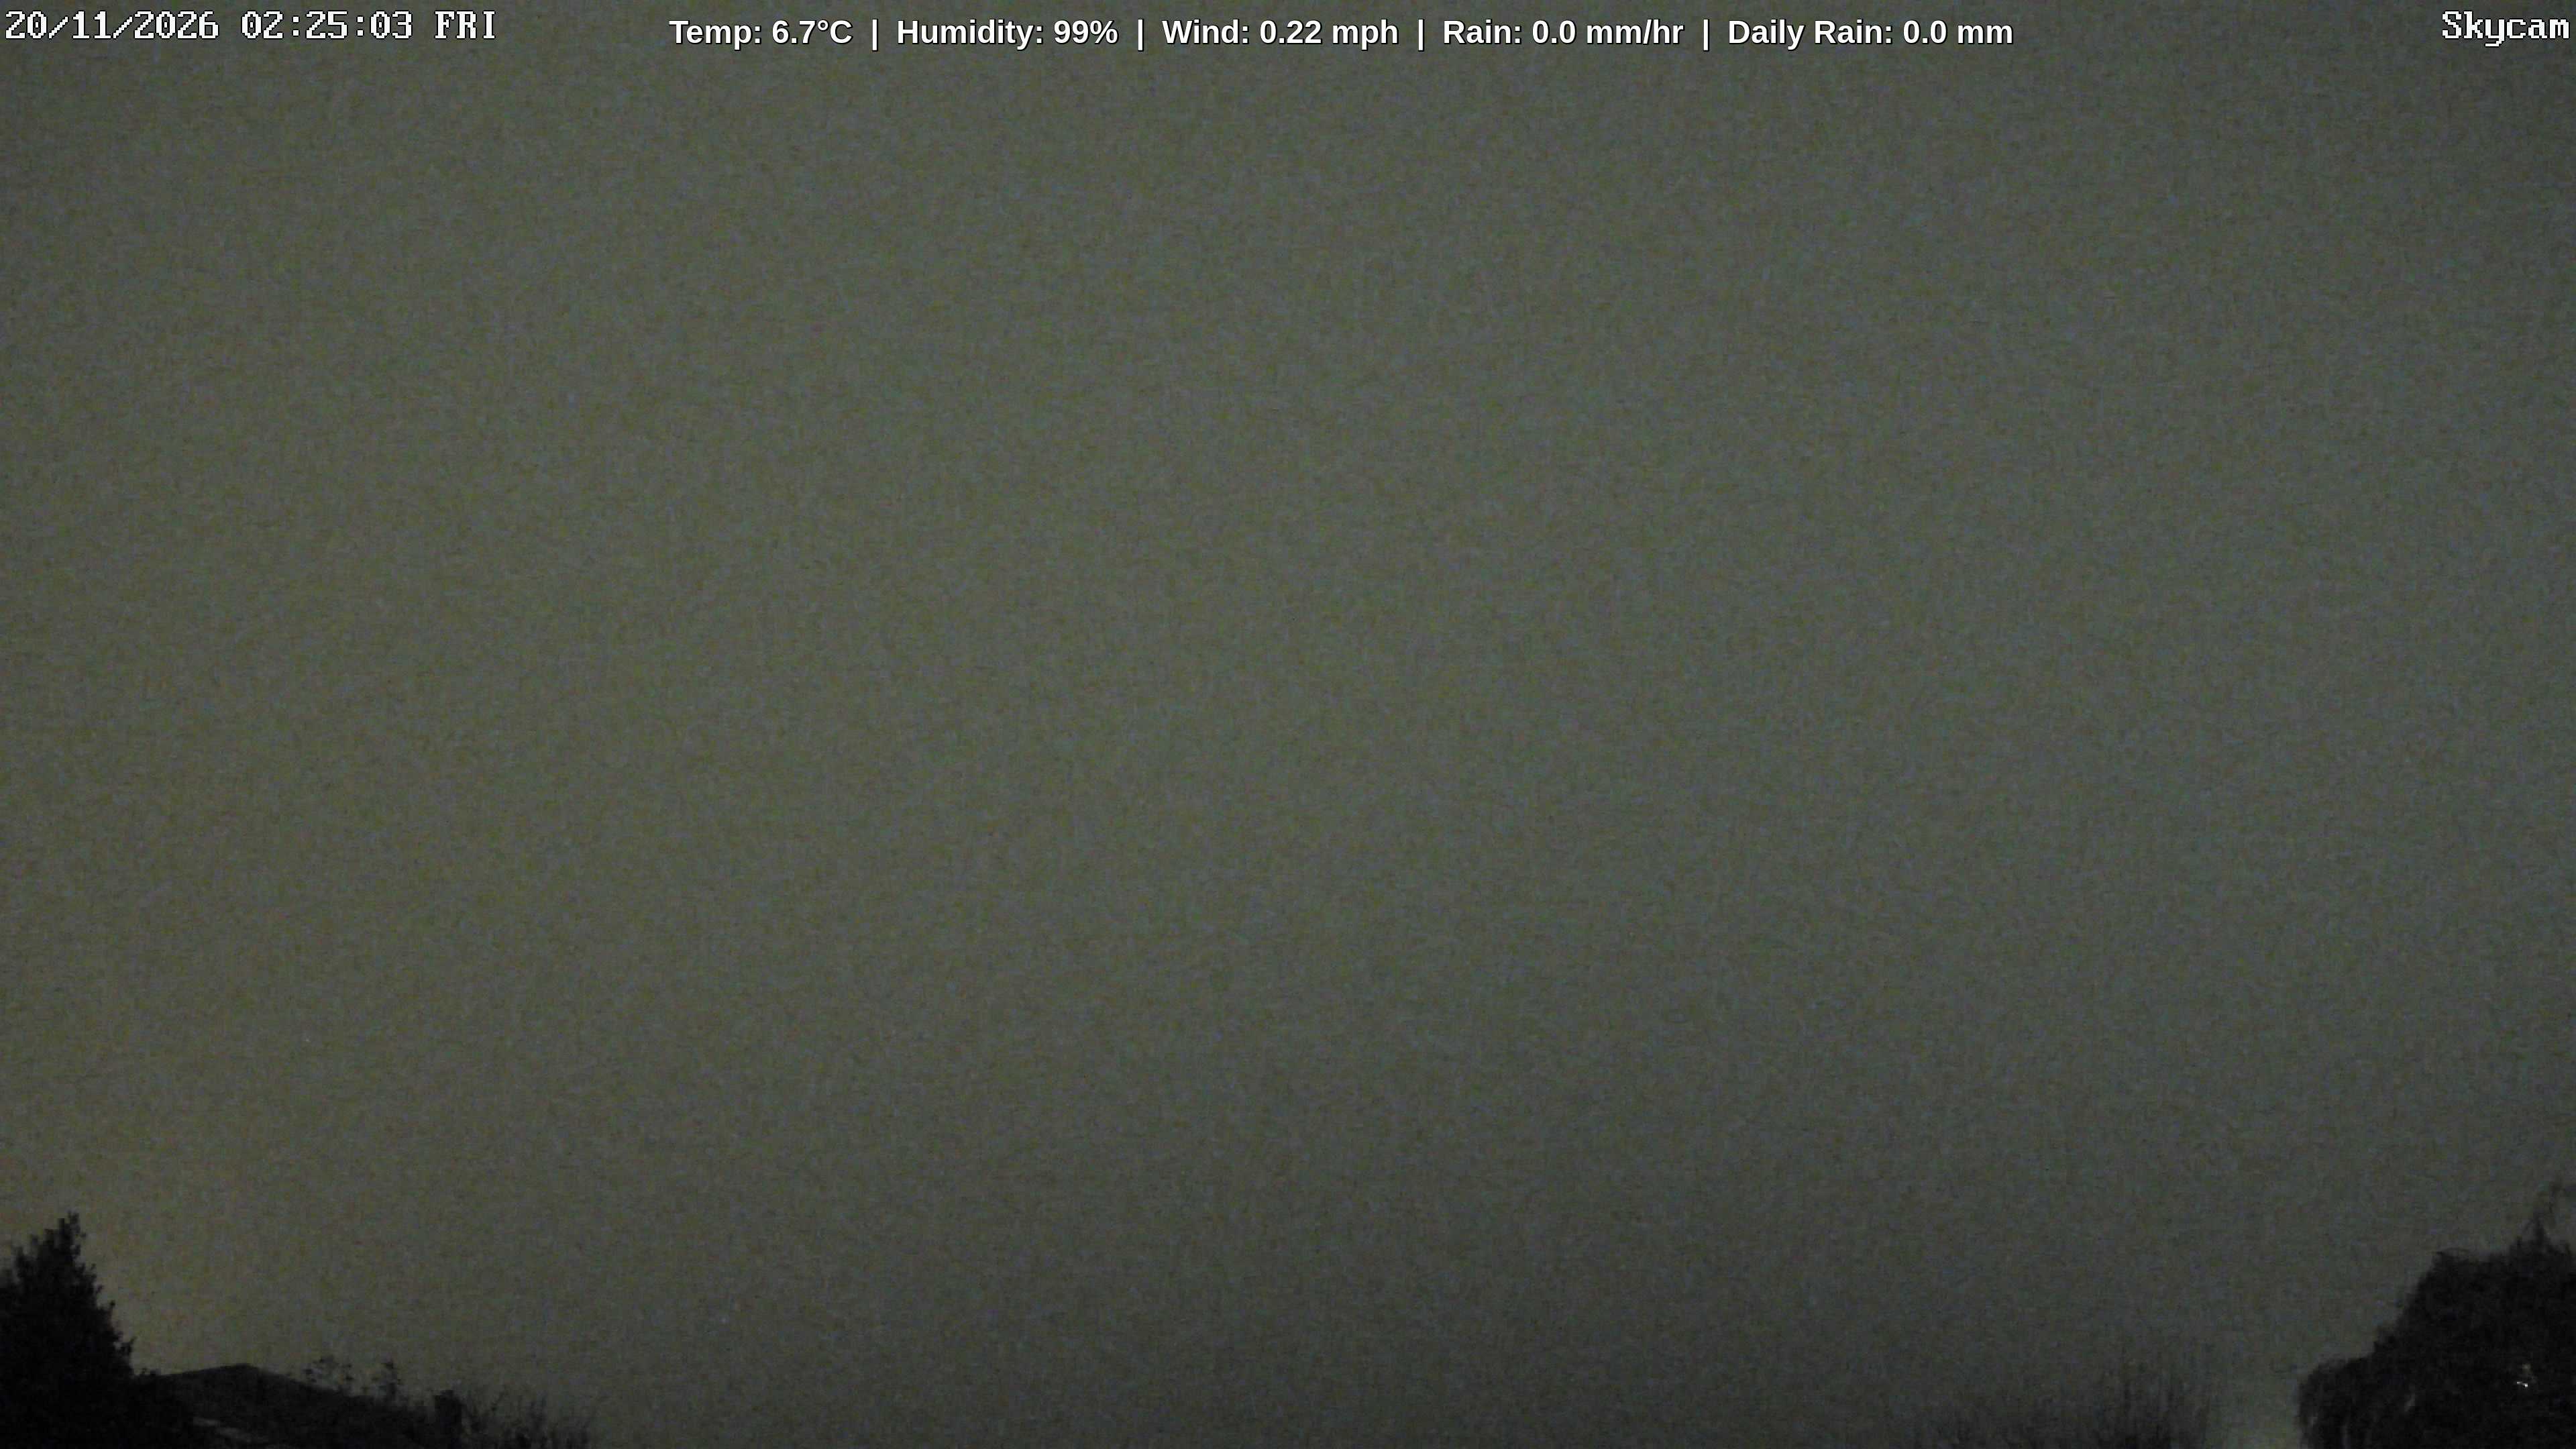 20/11/2026 02:25:03 FRI
Temp: 6.7°C | Humidity: 99% | Wind: 0.22 mph | Rain: 0.0 mm/hr | Daily Rain: 0.0 mm
Skycam